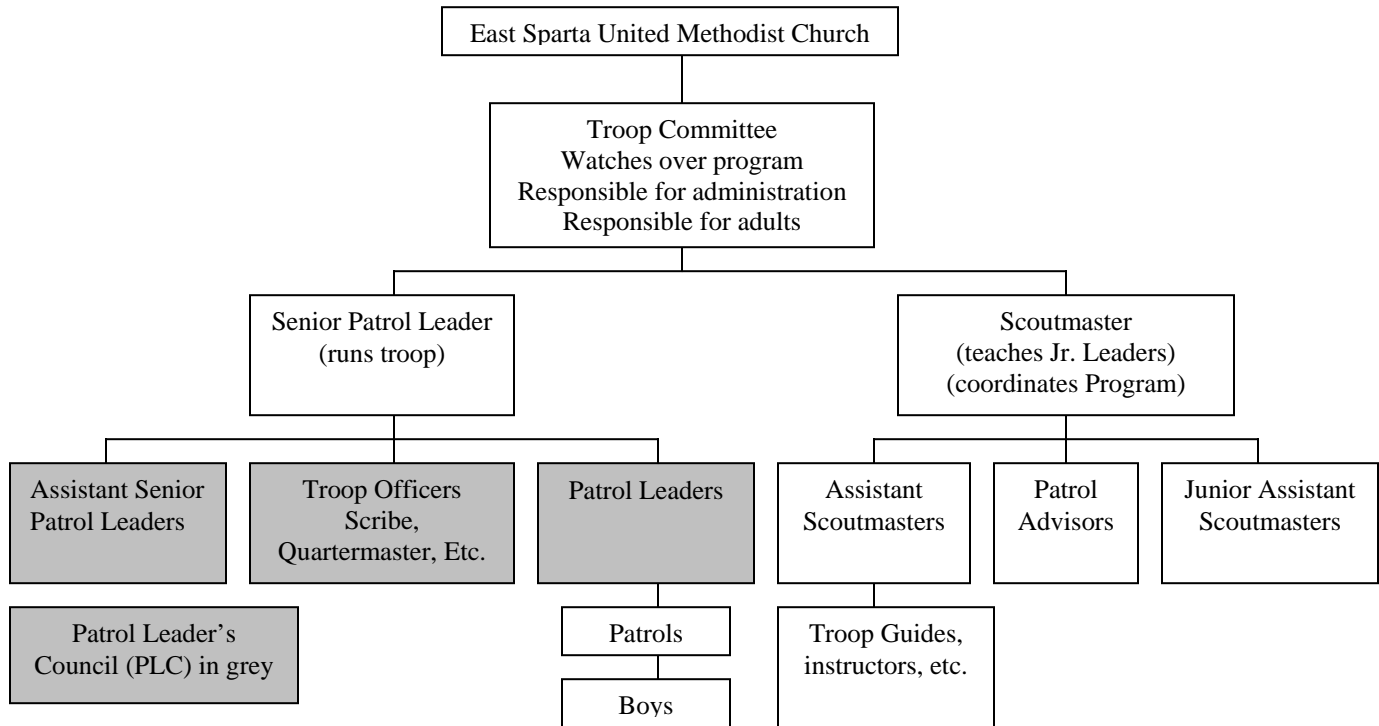 East Sparta United Methodist Church
Troop Committee
Watches over program
Responsible for administration
Responsible for adults
Senior Patrol Leader
(runs troop)
Scoutmaster
(teaches Jr. Leaders)
(coordinates Program)
Assistant Senior
Patrol Leaders
Troop Officers
Scribe,
Quartermaster, Etc.
Patrol Leaders
Assistant
Scoutmasters
Patrol
Advisors
Junior Assistant
Scoutmasters
Patrol Leader’s
Council (PLC) in grey
Patrols
Boys
Troop Guides,
instructors, etc.